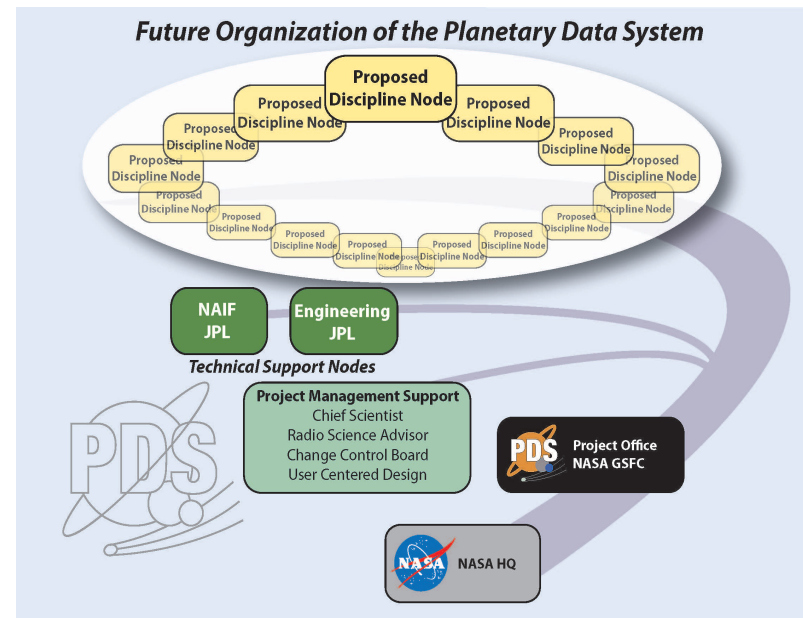 Future Organization of the Planetary Data System
Proposed
Discipline Node
Proposed
Discipline Node
Proposed
Discipline Node
Proposed
Discipline Node
Proposed
Discipline Node
Proposed
Discipline Node
Proposed
Discipline Node
Proposed
Discipline Node
Proposed
Discipline Node
Proposed
Discipline Node
Proposed
Discipline Node
Proposed
Discipline Node
Proposed
Discipline Node
Proposed
Discipline Node
Proposed
Discipline Node
Proposed
Discipline Node
NAIF
JPL
Engineering
JPL
Technical Support Nodes
Project Management Support
Chief Scientist
Radio Science Advisor
Change Control Board
User Centered Design
PDS
PDS
Project Office
NASA GSFC
NASA
NASA HQ